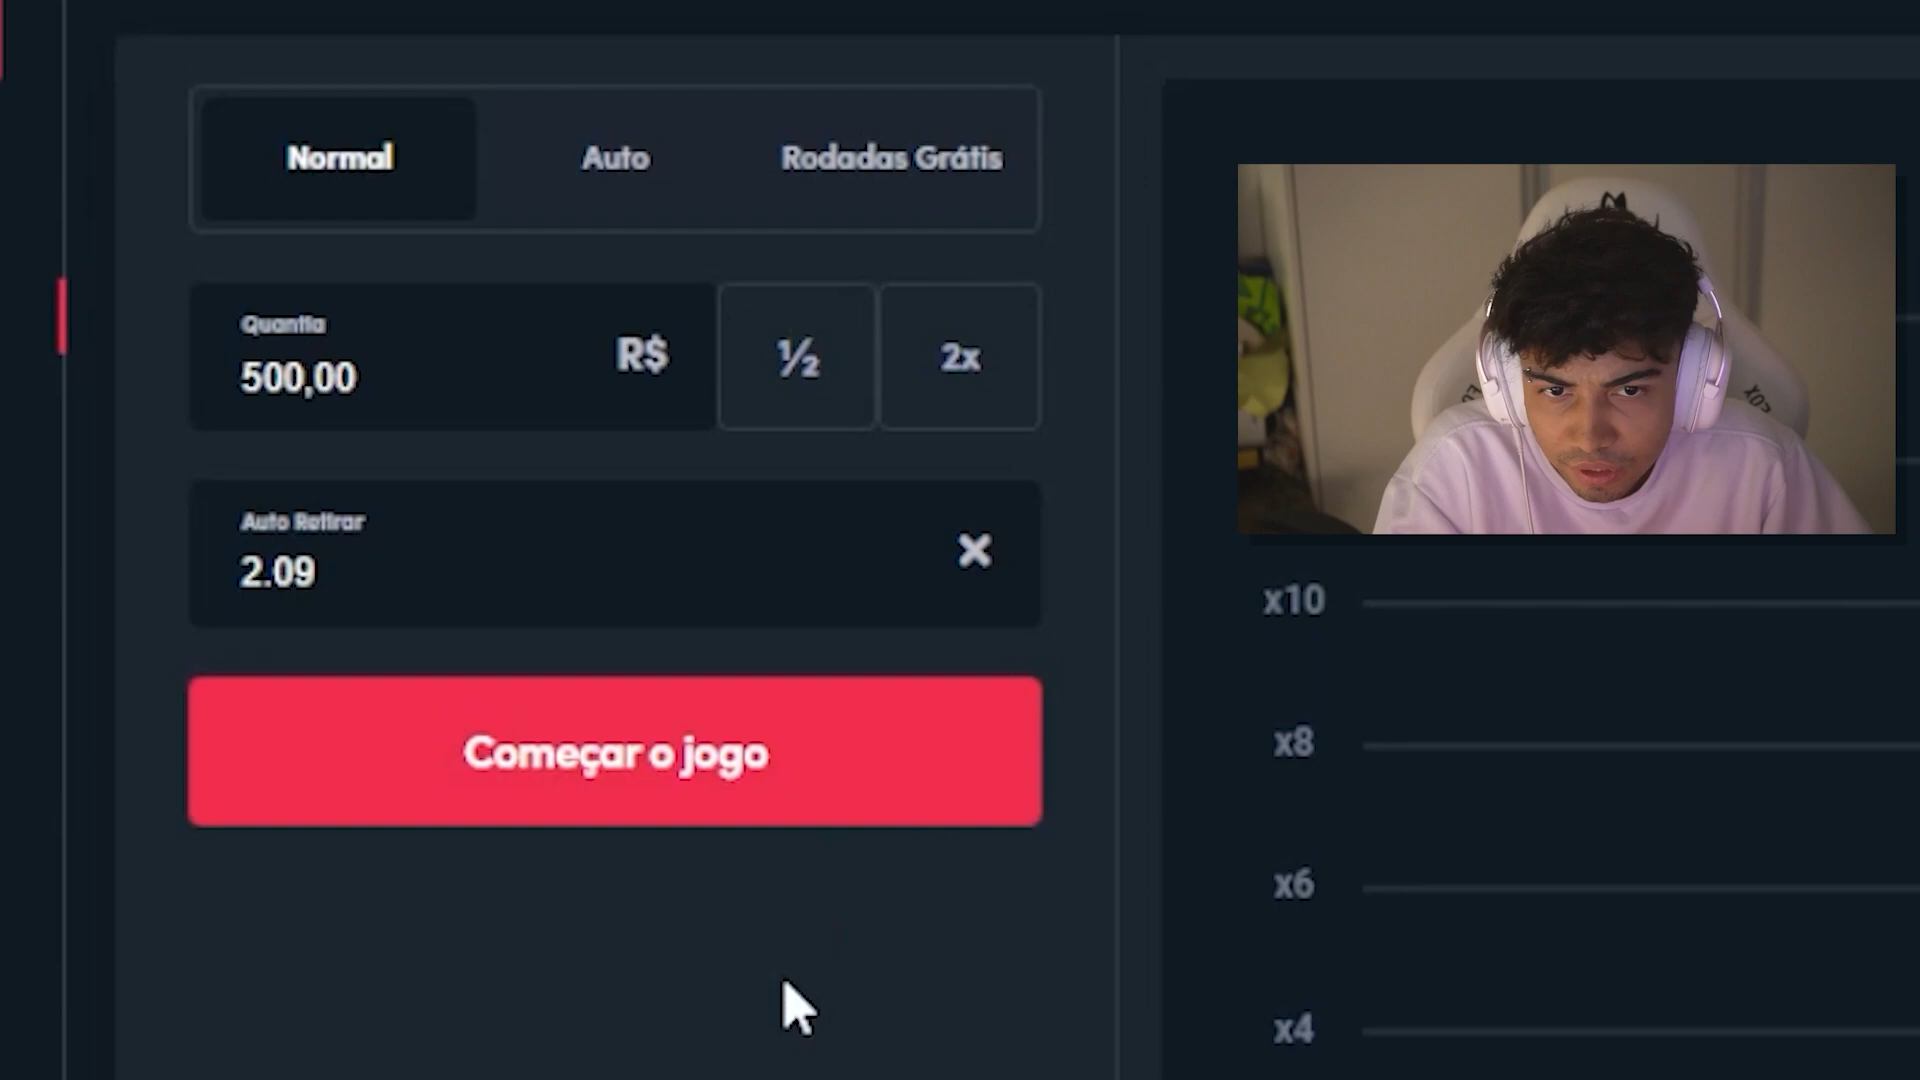 Normal
Auto
Rodadas Grátis
Quantia
500,00
R$
½
2x
Auto Retirar
2.09
Começar o jogo
x10
x8
x6
x4